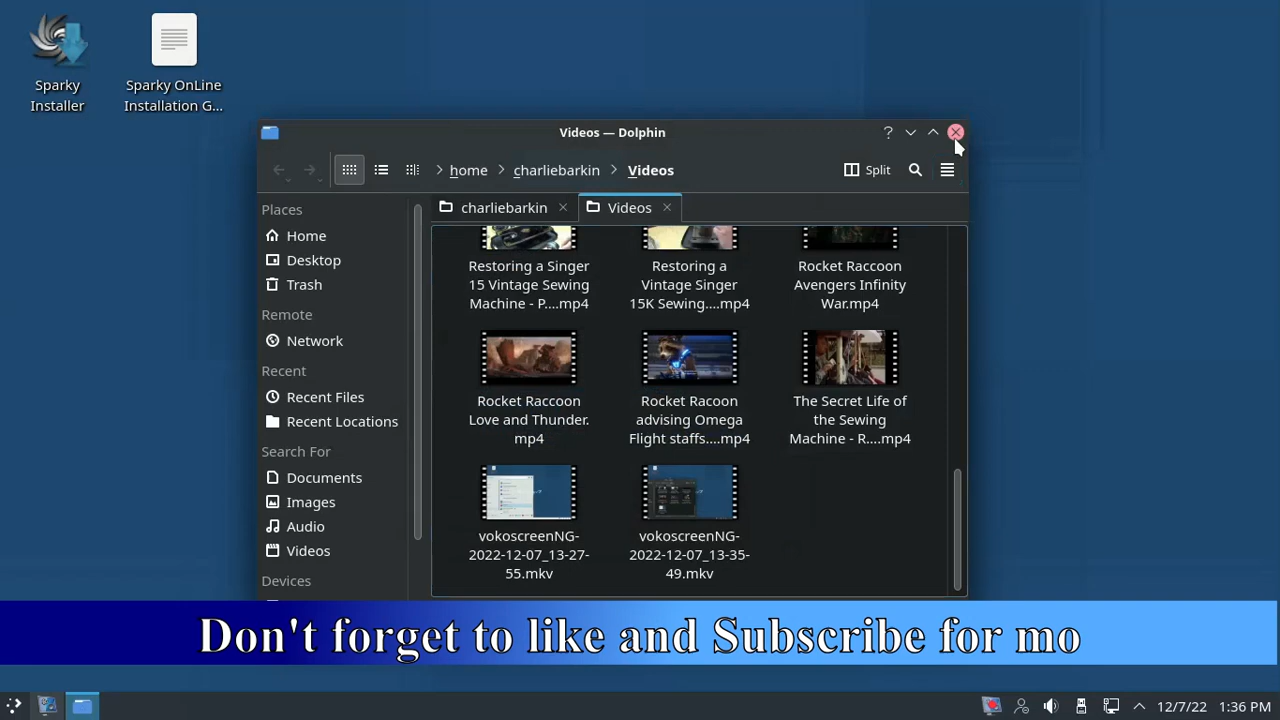 Sparky
Installer
Sparky OnLine
Installation G...
Videos — Dolphin
home
charliebarkin
Videos
Split
Places
Home
Desktop
Trash
Remote
Network
Recent
Recent Files
Recent Locations
Search For
Documents
Images
Audio
Videos
Devices
charliebarkin
Videos
Restoring a Singer
15 Vintage Sewing
Machine - P....mp4
Restoring a
Vintage Singer
15K Sewing....mp4
Rocket Raccoon
Avengers Infinity
War.mp4
Rocket Raccoon
Love and Thunder.
mp4
Rocket Racoon
advising Omega
Flight staffs....mp4
The Secret Life of
the Sewing
Machine - R....mp4
vokoscreenNG-
2022-12-07_13-27-
55.mkv
vokoscreenNG-
2022-12-07_13-35-
49.mkv
Don't forget to like and Subscribe for mo
12/7/22
1:36 PM